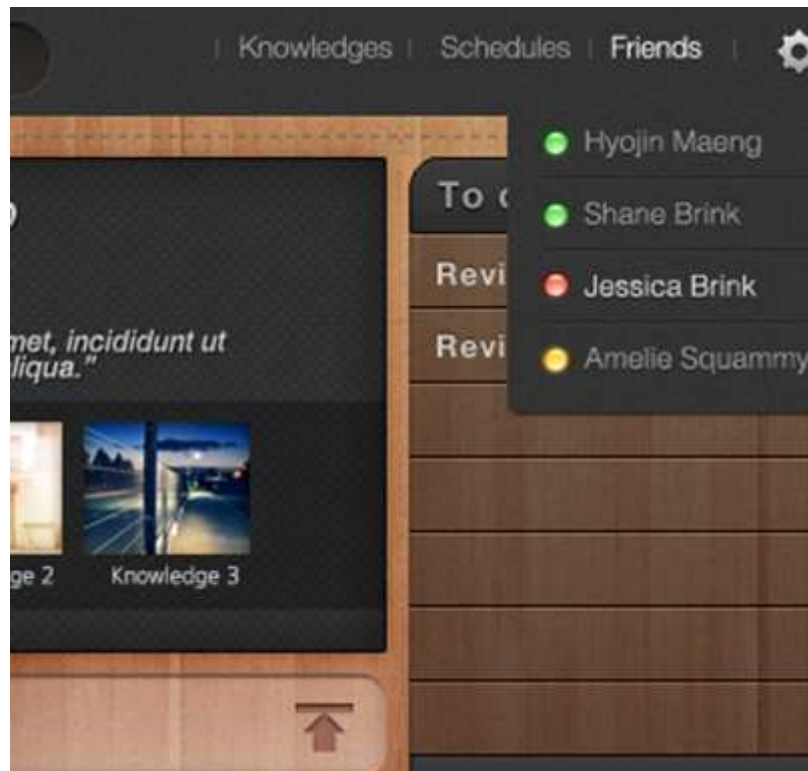 Knowledges Schedules Friends
Hyojin Maeng
Shane Brink
Jessica Brink
Amelie Squammy
met, incididunt ut
liqua."
ge 2
Knowledge 3
To
Revi
Revi